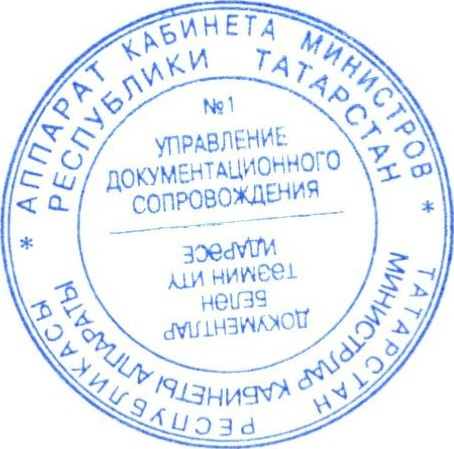 * АППАРАТ КАБИНЕТА МИНИСТРОВ *
РЕСПУБЛИКИ ТАТАРСТАН
№1
УПРАВЛЕНИЕ
ДОКУМЕНТАЦИОННОГО
СОПРОВОЖДЕНИЯ
ДОКУМЕНТЛАР
БЕЛӘН
ТӘЭМИН ИТҮ
ИДАРӘСЕ
ТАТАРСТАН РЕСПУБЛИКАСЫ
МИНИСТРЛАР КАБИНЕТЫ АППАРАТЫ